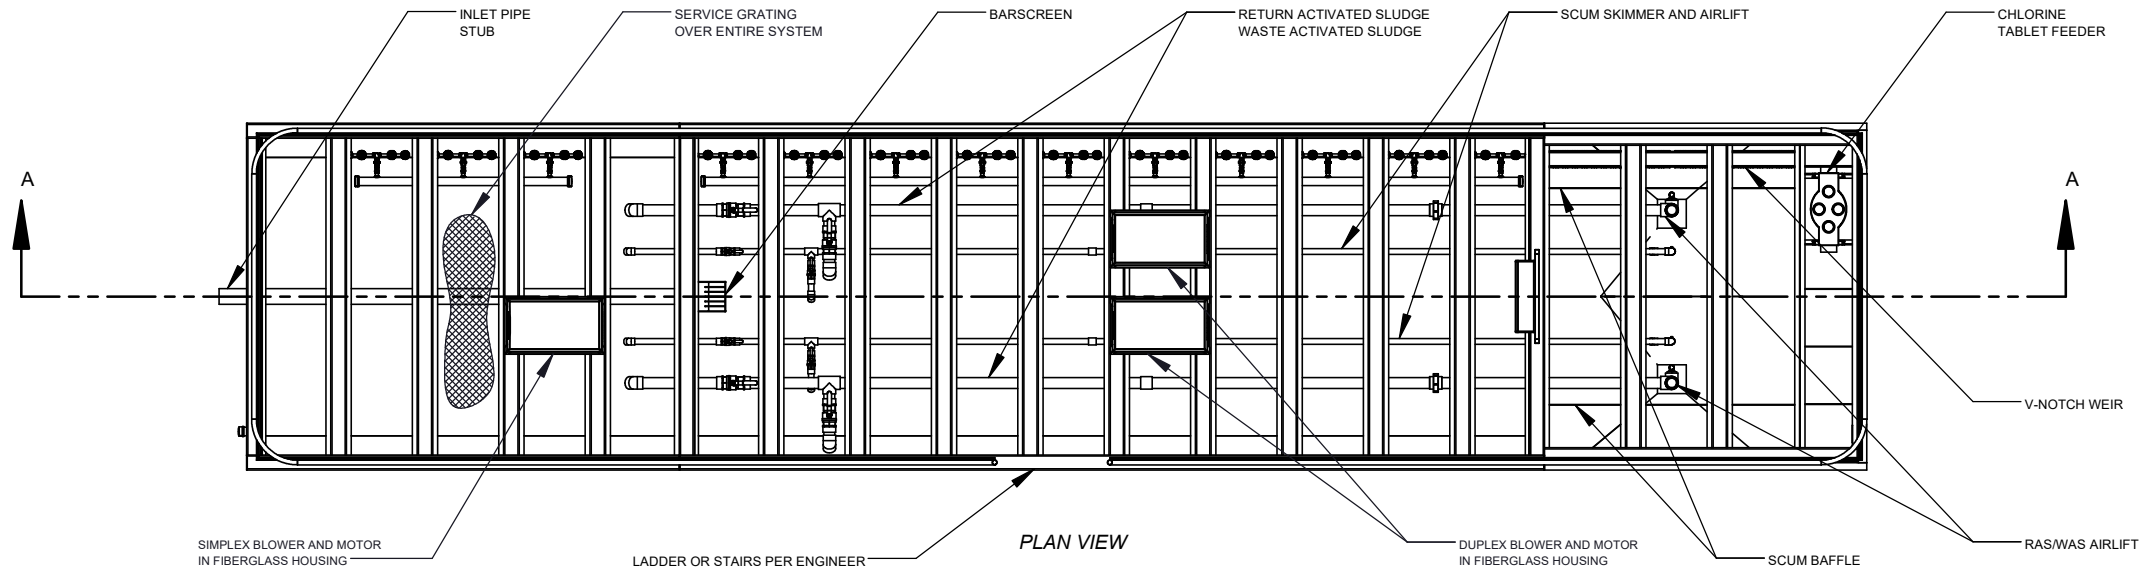 INLET PIPE
STUB
SERVICE GRATING
OVER ENTIRE SYSTEM
BARSCREEN
RETURN ACTIVATED SLUDGE
WASTE ACTIVATED SLUDGE
SCUM SKIMMER AND AIRLIFT
CHLORINE
TABLET FEEDER
A
A
V-NOTCH WEIR
SIMPLEX BLOWER AND MOTOR
IN FIBERGLASS HOUSING
LADDER OR STAIRS PER ENGINEER
PLAN VIEW
DUPLEX BLOWER AND MOTOR
IN FIBERGLASS HOUSING
SCUM BAFFLE
RAS/WAS AIRLIFT